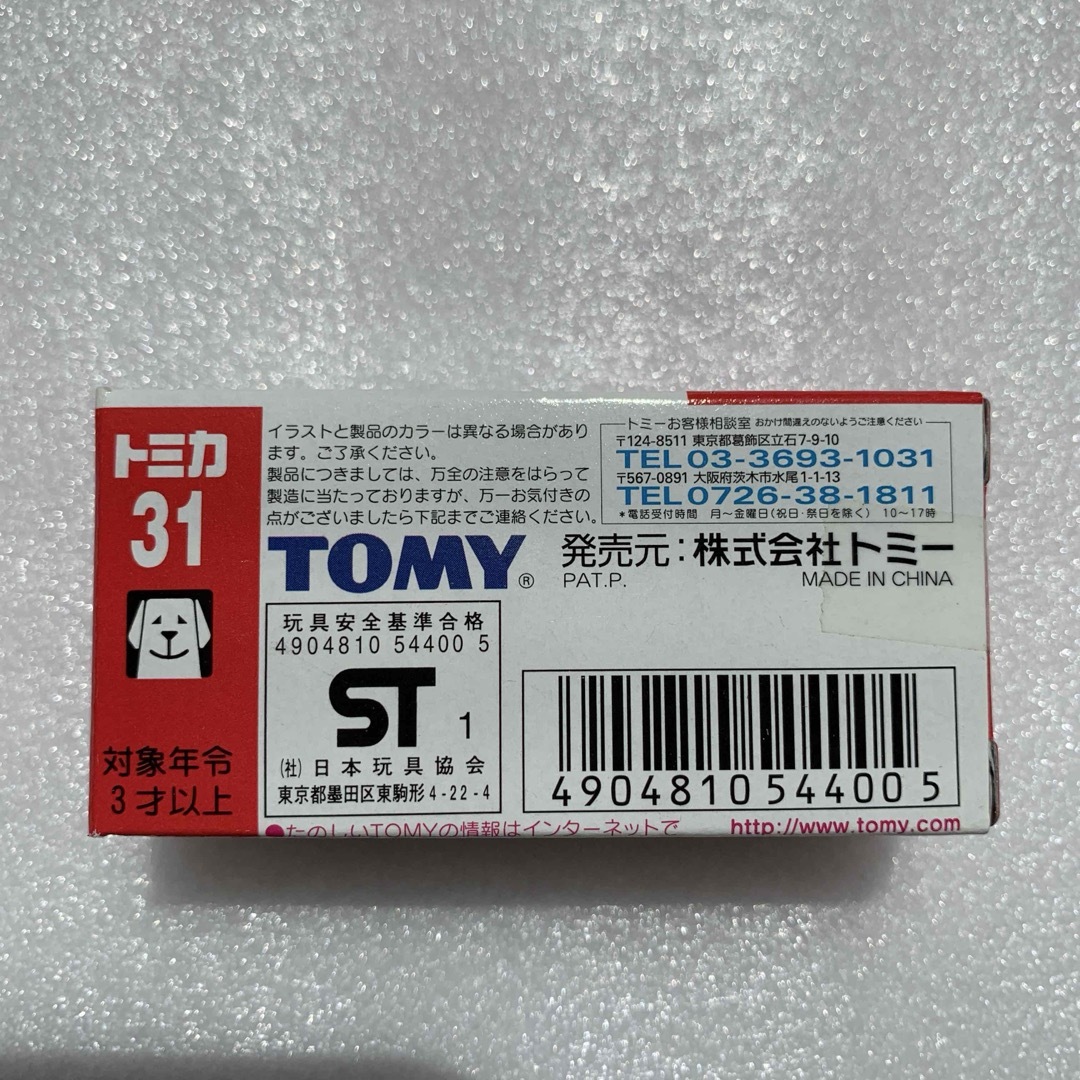 トミカ
31
対象年令
3才以上
イラストと製品のカラーは異なる場合があり
ます。ご了承ください。
製品につきましては、万全の注意をはらって
製造に当たっておりますが、万一お気付きの
点がございましたら下記までご連絡ください。
トミーお客様相談室 おかけ間違えのないようご注意ください
〒124-8511 東京都葛飾区立石7-9-10
TEL03-3693-1031
〒567-0891 大阪府茨木市水尾1-1-13
TEL0726-38-1811
*電話受付時間 月～金曜日(祝日・祭日を除く) 10～17時
TOMY®
発売元:株式会社トミー
PAT.P. MADE IN CHINA
玩具安全基準合格
4904810 54400 5
ST 1
(社)日本玩具協会
東京都墨田区東駒形4-22-4
4904810544005
●たのしいTOMYの情報はインターネットで http://www.tomy.com